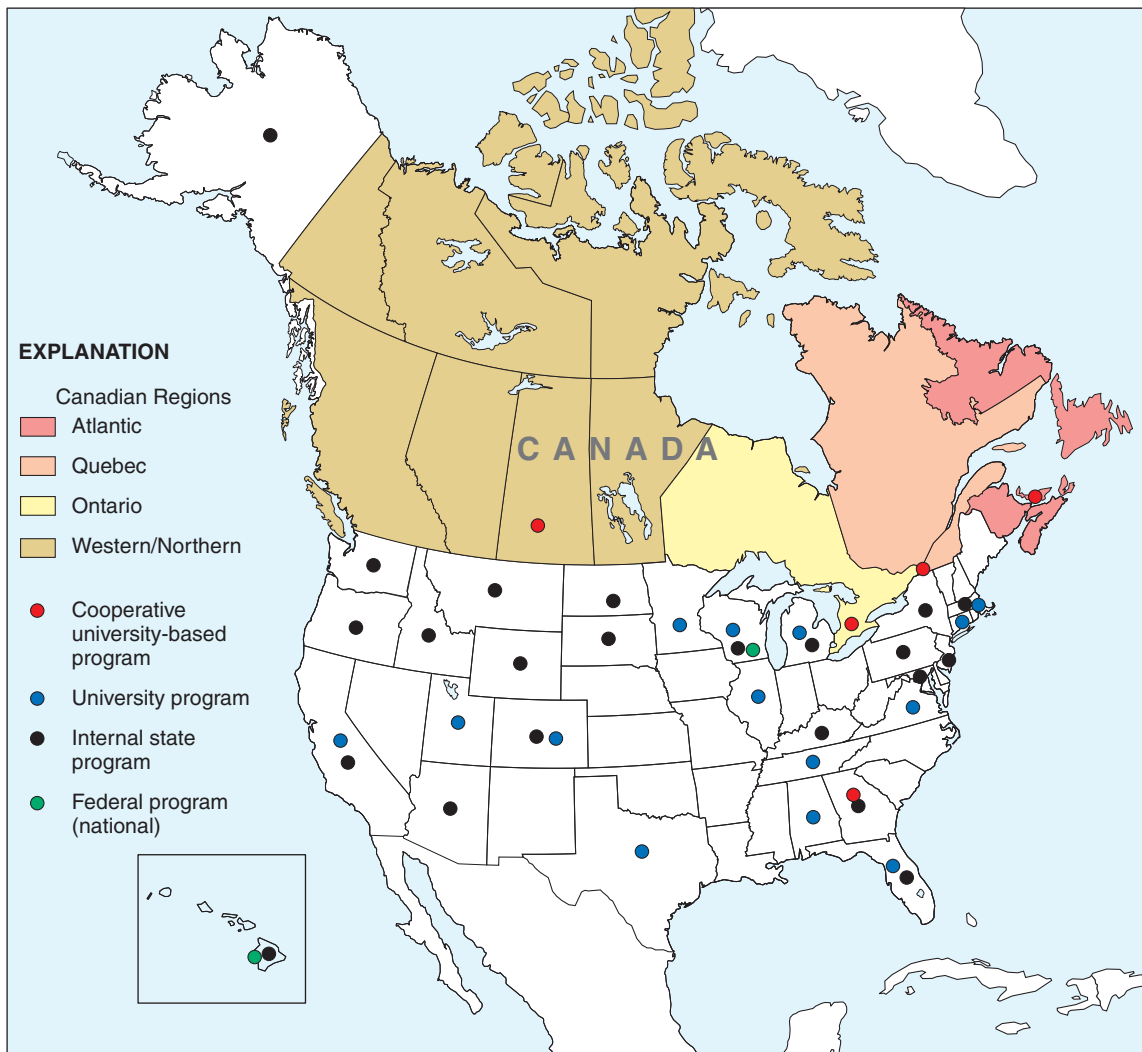 CANADA
EXPLANATION
Canadian Regions
Atlantic
Quebec
Ontario
Western/Northern
Cooperative
university-based
program
University program
Internal state
program
Federal program
(national)